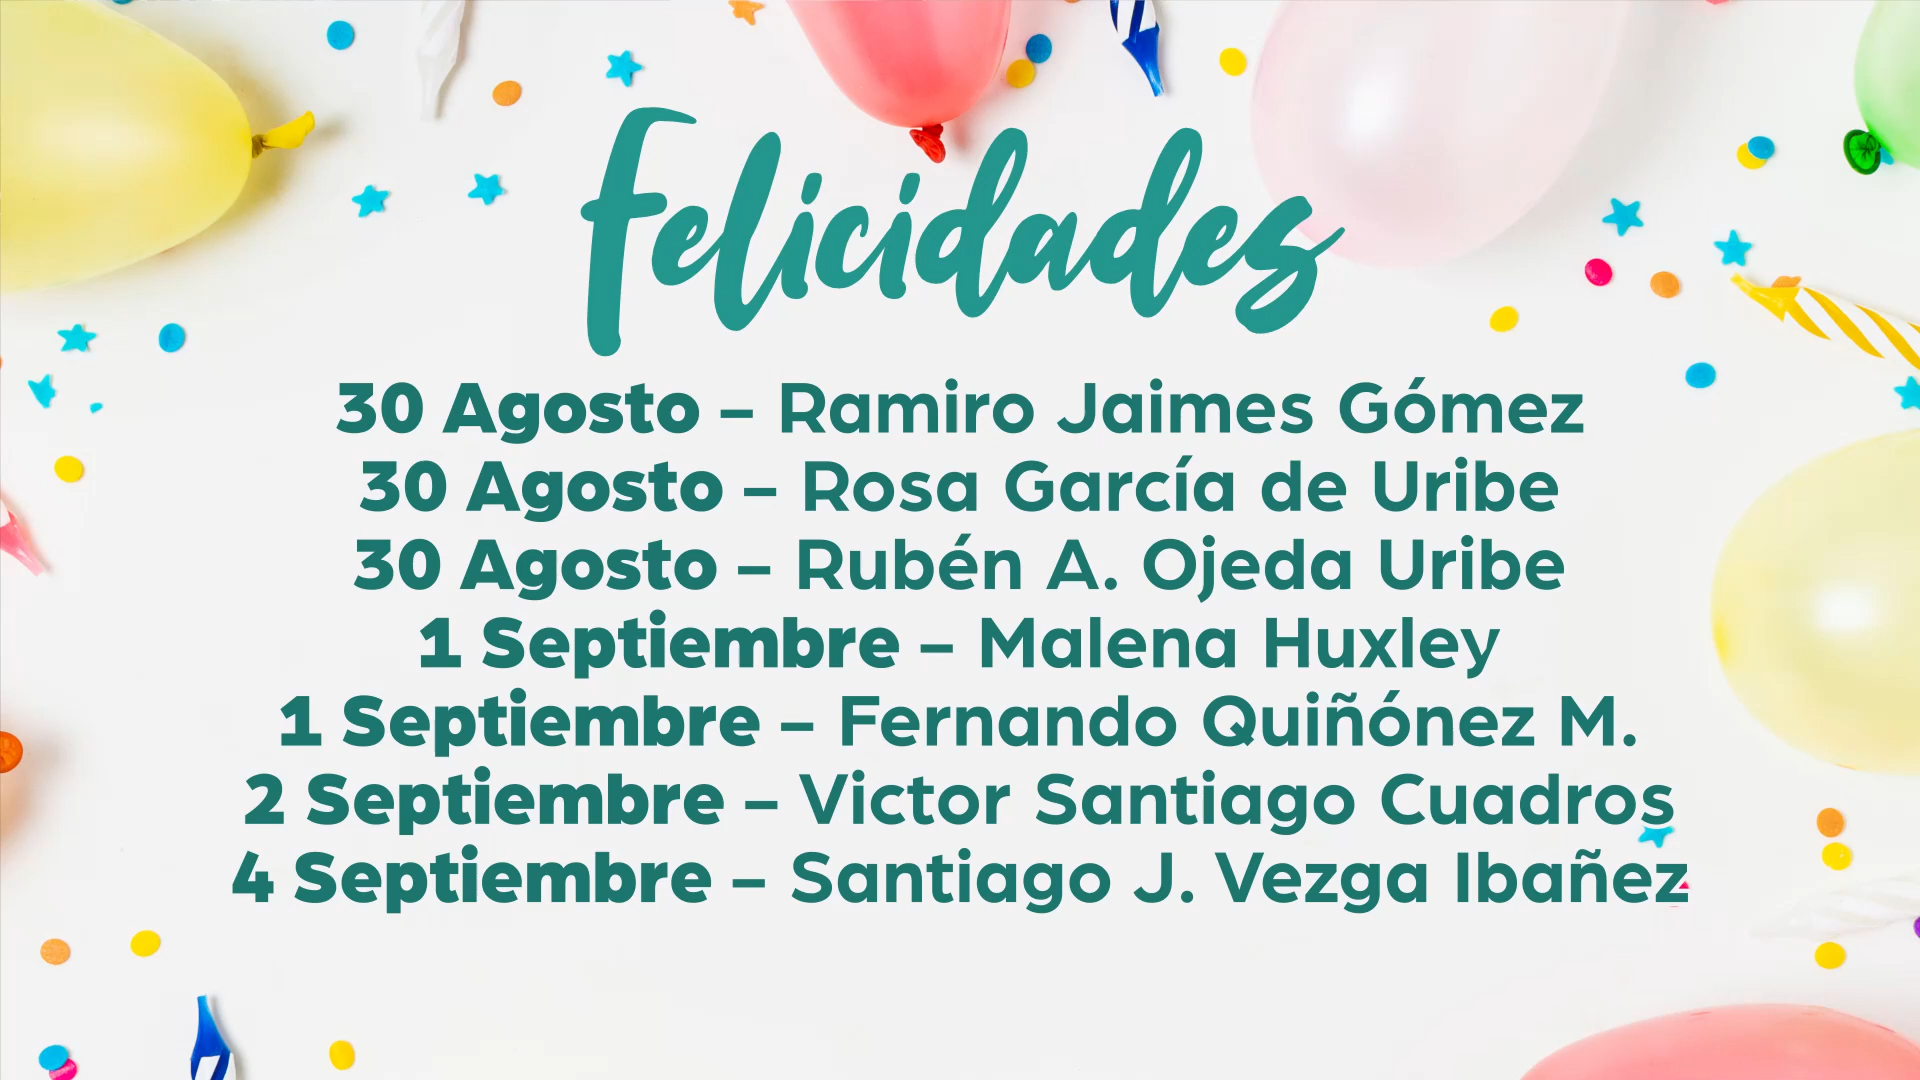 Felicidades
30 Agosto – Ramiro Jaimes Gómez
30 Agosto – Rosa García de Uribe
30 Agosto – Rubén A. Ojeda Uribe
1 Septiembre – Malena Huxley
1 Septiembre – Fernando Quiñónez M.
2 Septiembre – Victor Santiago Cuadros
4 Septiembre – Santiago J. Vezga Ibañez